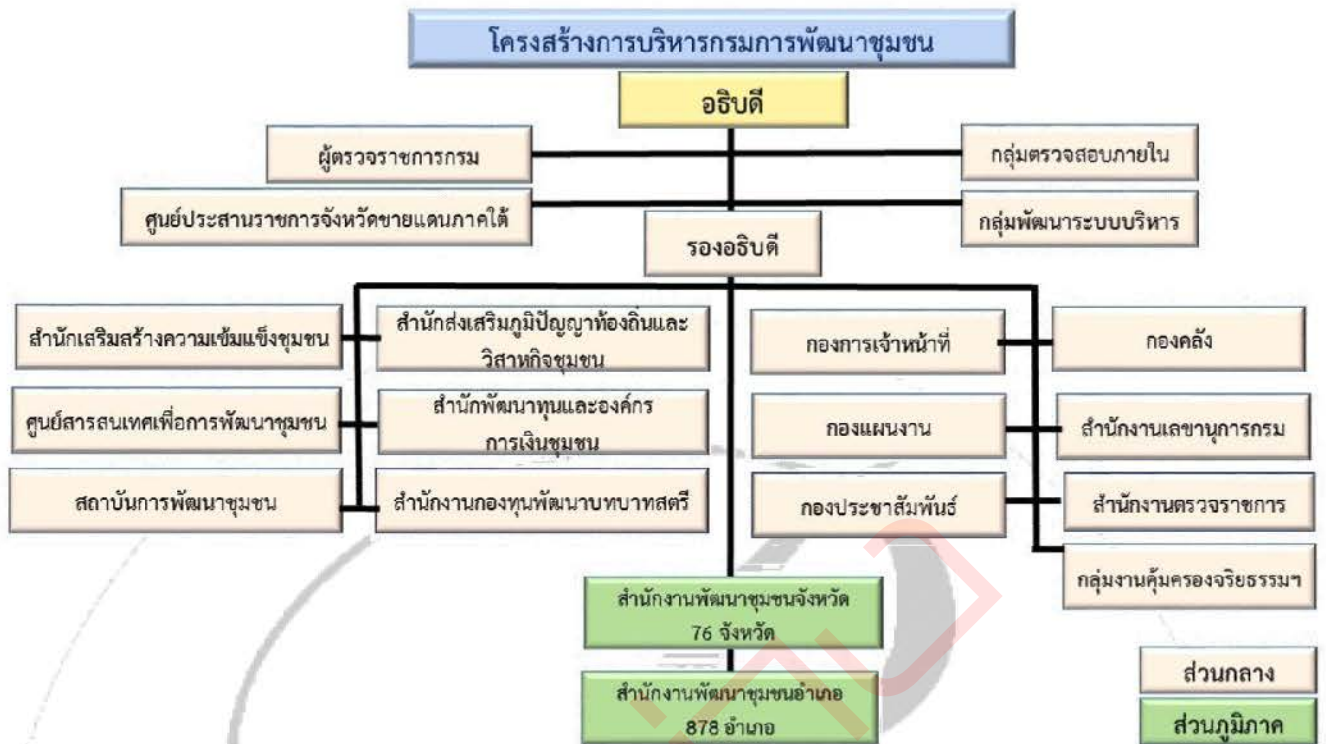 โครงสร้างการบริหารกรมการพัฒนาชุมชน
อธิบดี
ผู้ตรวจราชการกรม
กลุ่มตรวจสอบภายใน
ศูนย์ประสานราชการจังหวัดชายแดนภาคใต้
กลุ่มพัฒนาระบบบริหาร
รองอธิบดี
สำนักเสริมสร้างความเข้มแข็งชุมชน
สำนักส่งเสริมภูมิปัญญาท้องถิ่นและ
วิสาหกิจชุมชน
กองการเจ้าหน้าที่
กองคลัง
ศูนย์สารสนเทศเพื่อการพัฒนาชุมชน
สำนักพัฒนาทุนและองค์กร
การเงินชุมชน
กองแผนงาน
สำนักงานเลขานุการกรม
สถาบันการพัฒนาชุมชน
สำนักงานกองทุนพัฒนาบทบาทสตรี
กองประชาสัมพันธ์
สำนักงานตรวจราชการ
กลุ่มงานคุ้มครองจริยธรรมฯ
สำนักงานพัฒนาชุมชนจังหวัด
76 จังหวัด
สำนักงานพัฒนาชุมชนอำเภอ
878 อำเภอ
ส่วนกลาง
ส่วนภูมิภาค